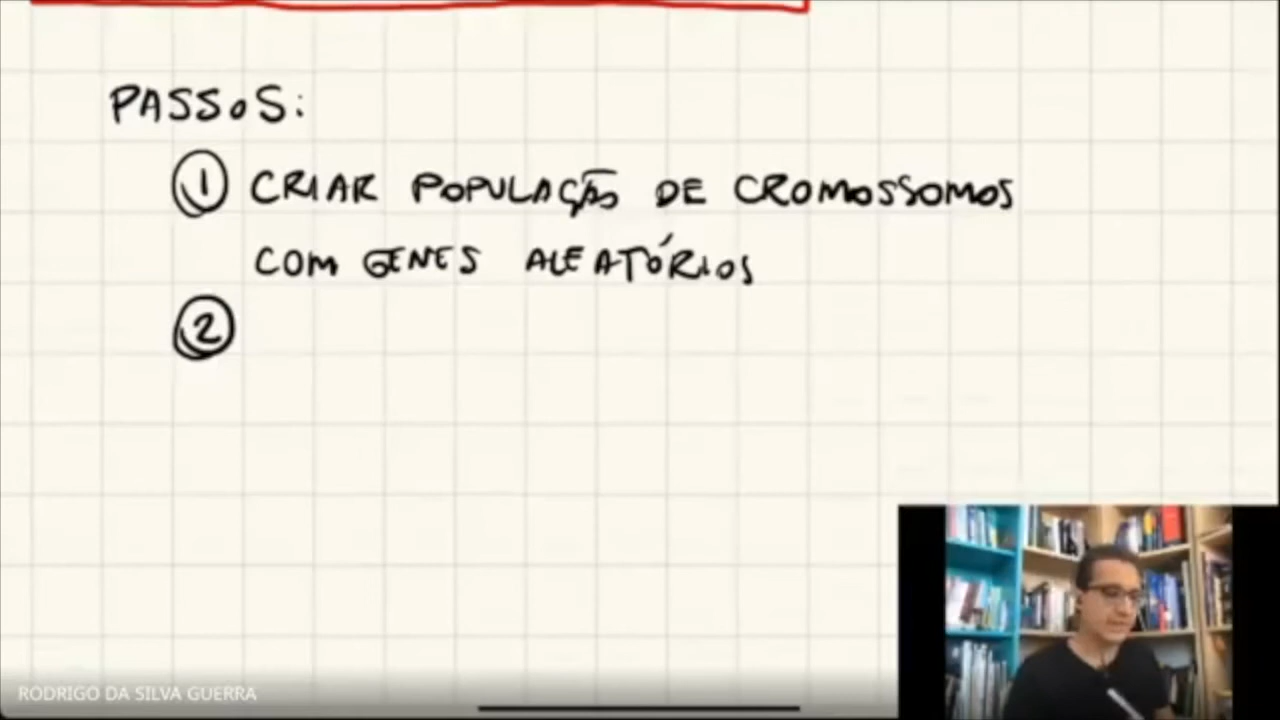 PASSOS:
1 CRIAR POPULAÇÃO DE CROMOSSOMOS
COM GENES ALEATÓRIOS
2
RODRIGO DA SILVA GUERRA